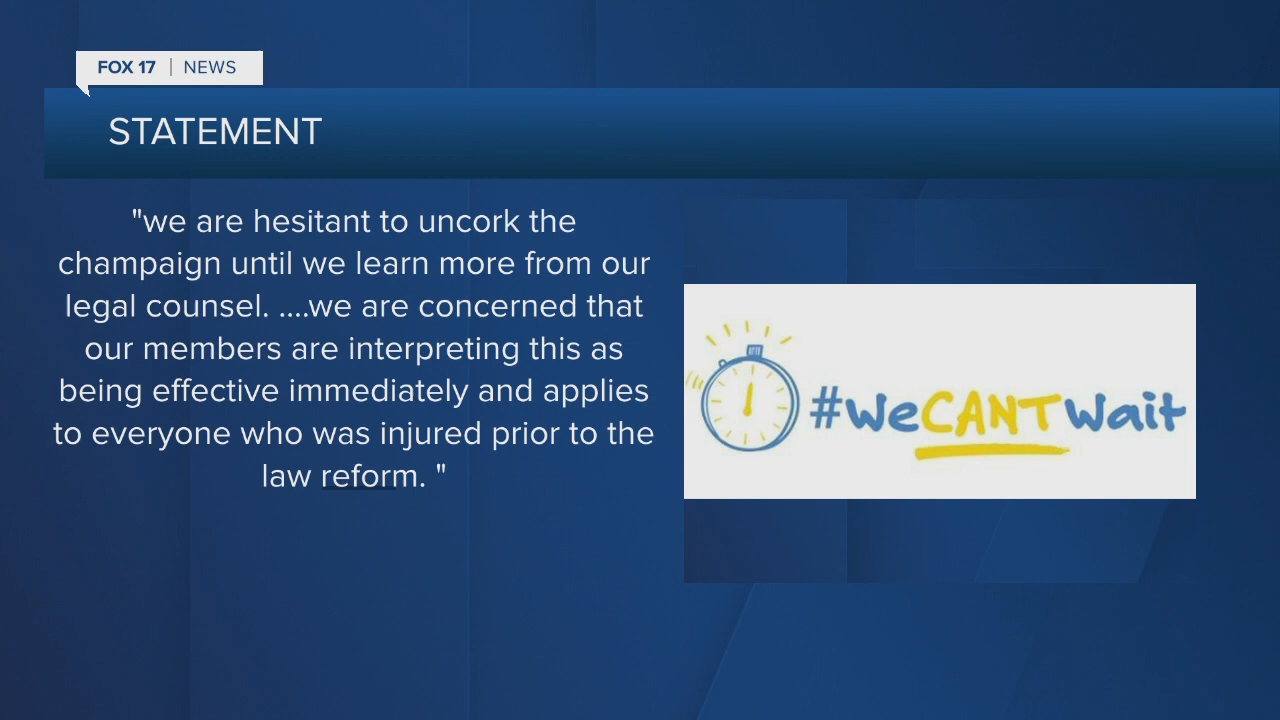 FOX 17 | NEWS
STATEMENT
"we are hesitant to uncork the
champaign until we learn more from our
legal counsel. ....we are concerned that
our members are interpreting this as
being effective immediately and applies
to everyone who was injured prior to the
law reform. "
#weCANTwait